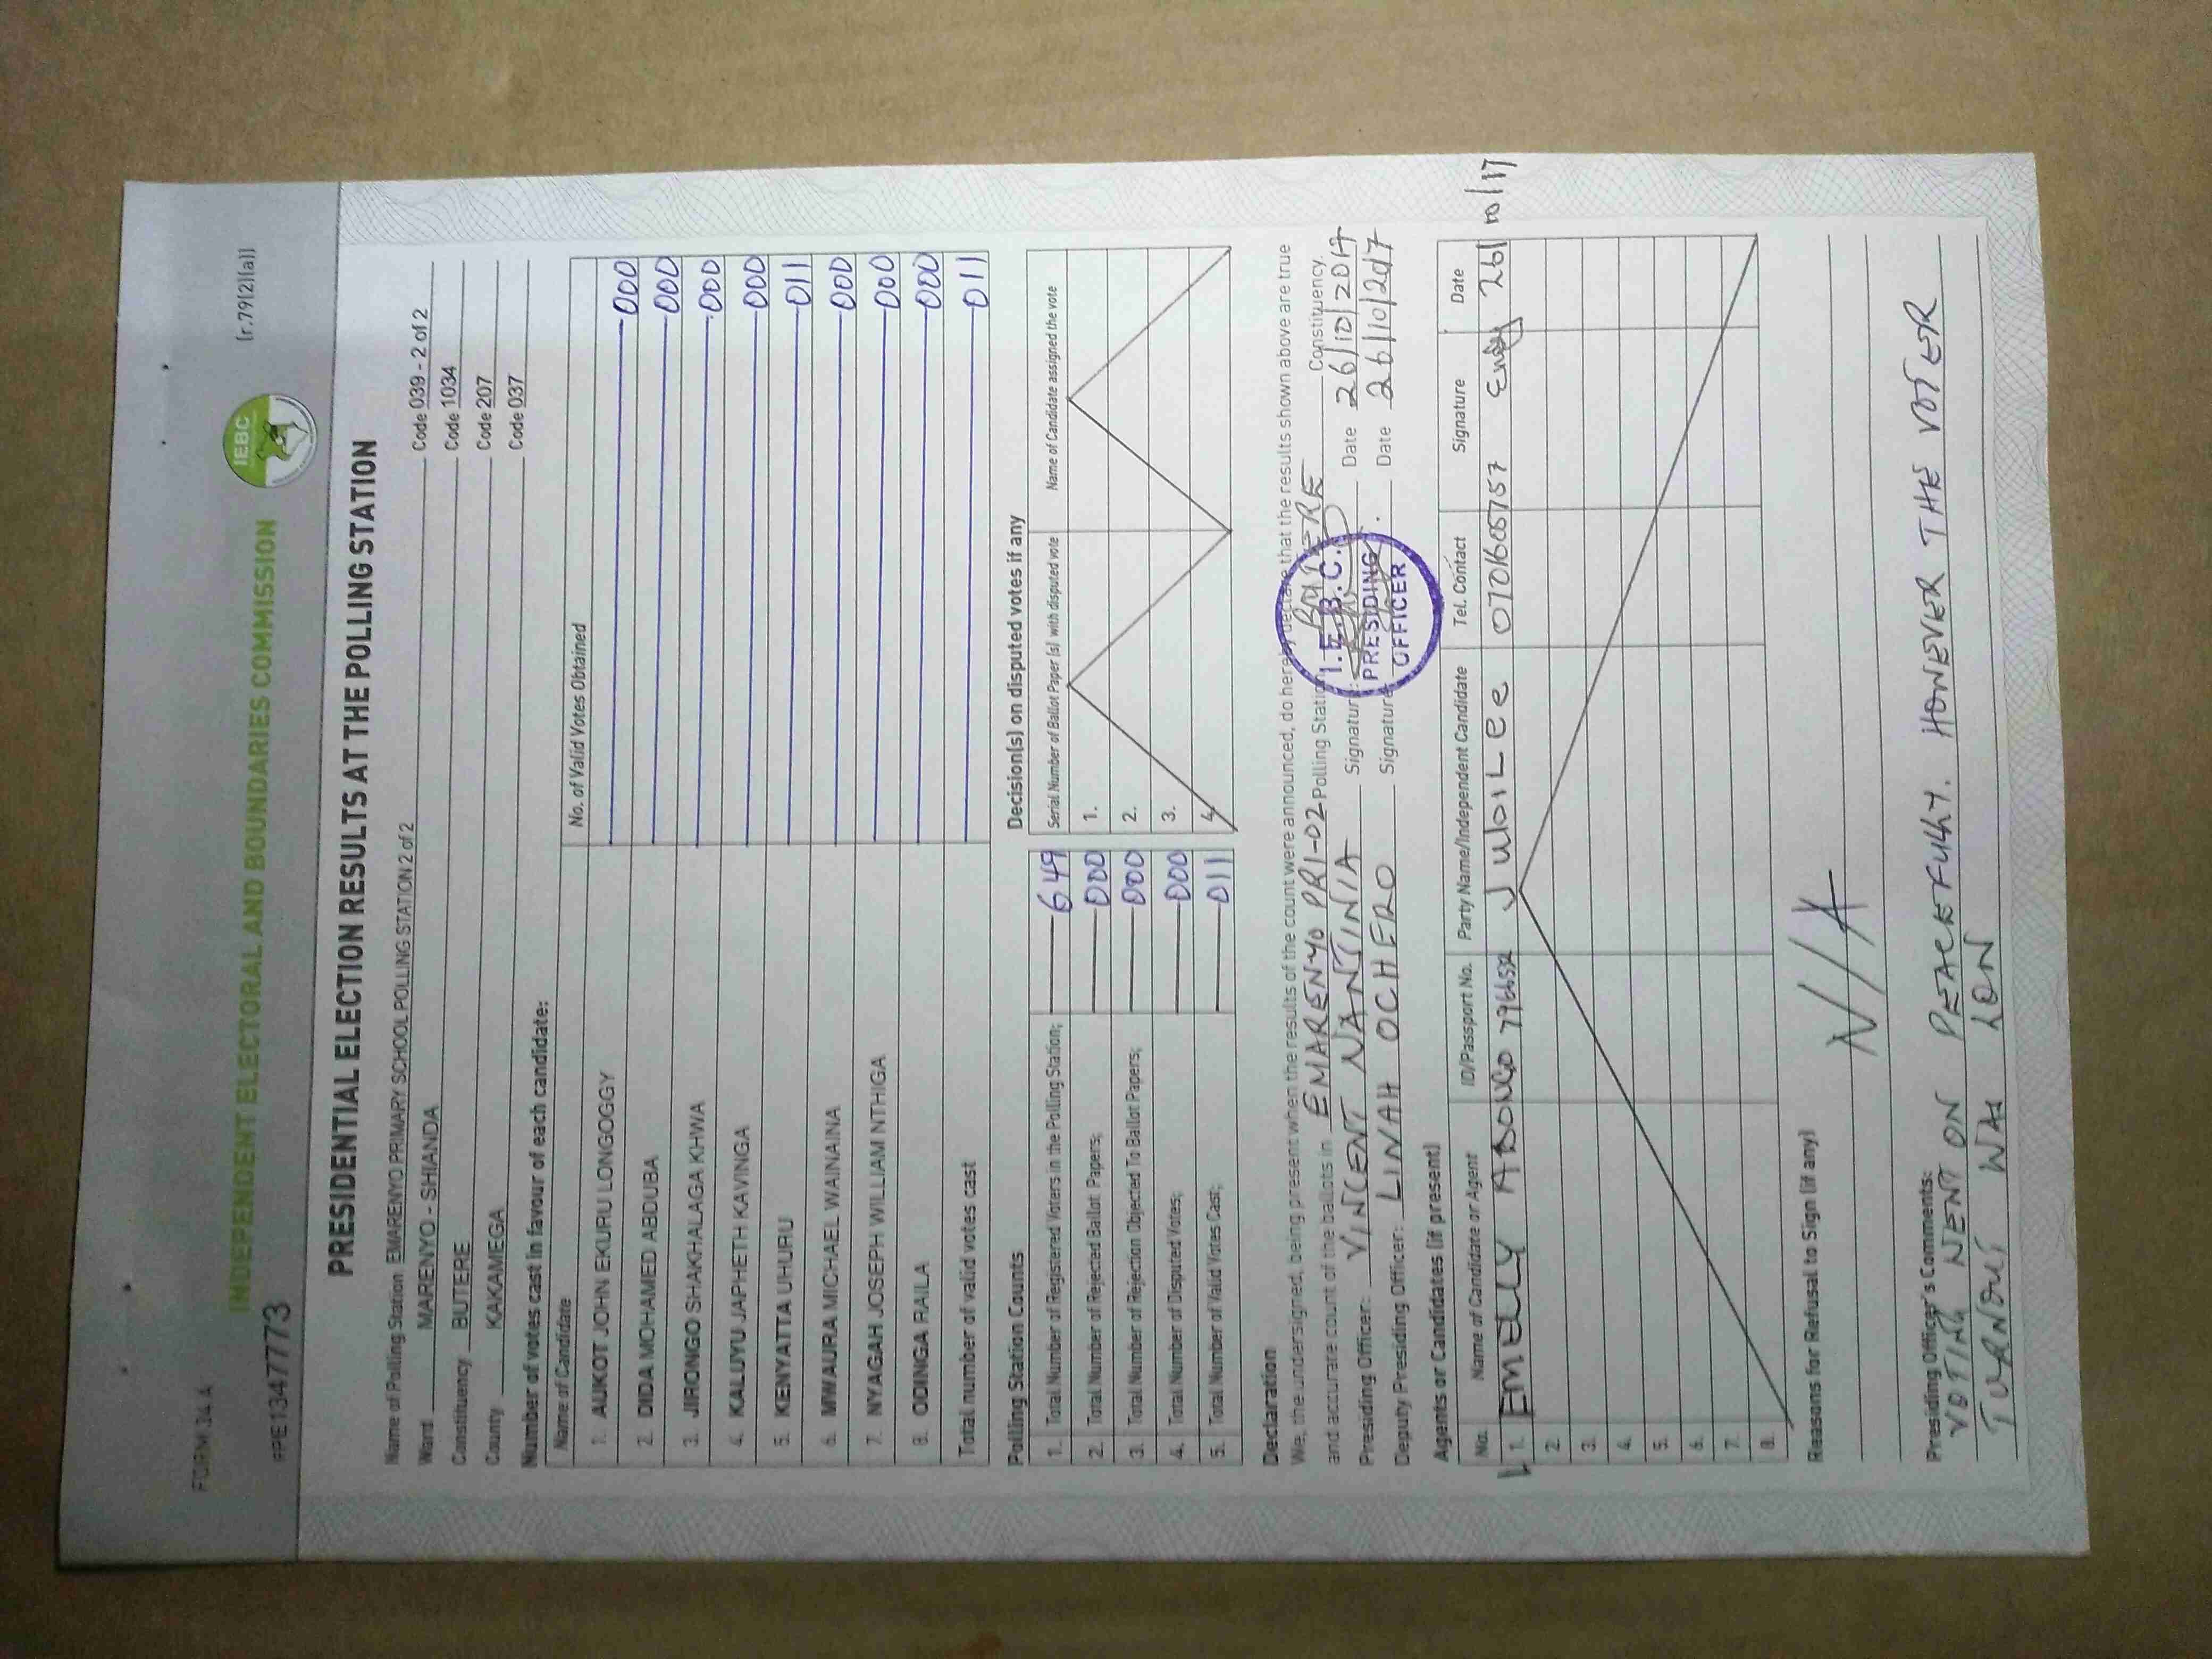 FORM 34A
(r.79(2)(a))
INDEPENDENT ELECTORAL AND BOUNDARIES COMMISSION
IEBC
#PE13477773
PRESIDENTIAL ELECTION RESULTS AT THE POLLING STATION
Name of Polling Station EMARENYO PRIMARY SCHOOL POLLING STATION 2 of 2 Code 039 - 2 of 2
Ward MARENYO - SHIANDA Code 1034
Constituency BUTERE Code 207
County KAKAMEGA Code 037
Number of votes cast in favour of each candidate:
Name of Candidate No. of Valid Votes Obtained
1. AUKOT JOHN EKURU LONGOGGY 000
2. DIDA MOHAMED ABDUBA 000
3. JIRONGO SHAKHALAGA KHWA 000
4. KALUYU JAPHETH KAVINGA 000
5. KENYATTA UHURU 011
6. MWAURA MICHAEL WAINAINA 000
7. NYAGAH JOSEPH WILLIAM NTHIGA 000
8. ODINGA RAILA 000
Total number of valid votes cast 011
Polling Station Counts Decision(s) on disputed votes if any
Serial Number of Ballot Paper (s) with disputed vote Name of Candidate assigned the vote
1. Total Number of Registered Voters in the Polling Station; 649 1.
2. Total Number of Rejected Ballot Papers; 000 2.
3. Total Number of Rejection Objected To Ballot Papers; 000 3.
4. Total Number of Disputed Votes; 000 4.
5. Total Number of Valid Votes Cast; 011
Declaration
We, the undersigned, being present when the results of the count were announced, do hereby declare that the results shown above are true
and accurare count of the ballots in EMARENYO PRI-02 Polling Station BUTERE Constituency.
Presiding Officer: VINCENT NANJINIA Signature: Date 26/10/2017
Deputy Presiding Officer: LINAH OCHERO Signature Date 26/10/2017
I.E.B.C.
PRESIDING
OFFICER
Agents or Candidates (if present)
No. Name of Candidate or Agent ID/Passport No. Party Name/Independent Candidate Tel. Contact Signature Date
1. EMELLY ABONGO JubiLee 26/10/17
2.
3.
4.
5.
6.
7.
8.
Reasons for Refusal to Sign (if any)
N/A
Presiding Officer's Comments:
VOTING WENT ON PEACEFULLY. HOWEVER THE VOTER
TURNOUT WAS LOW